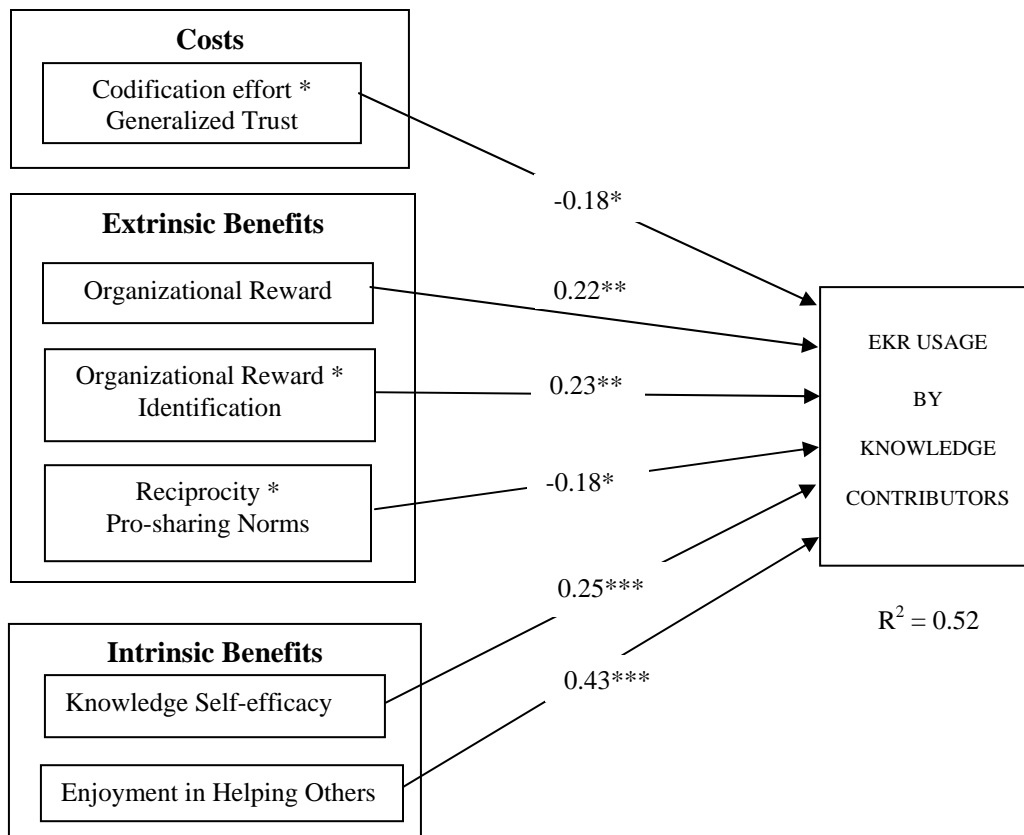 Costs
Codification effort *
Generalized Trust
-0.18*
Extrinsic Benefits
Organizational Reward
0.22**
Organizational Reward *
Identification
0.23**
Reciprocity *
Pro-sharing Norms
-0.18*
EKR USAGE
BY
KNOWLEDGE
CONTRIBUTORS
R² = 0.52
Intrinsic Benefits
Knowledge Self-efficacy
0.25***
Enjoyment in Helping Others
0.43***